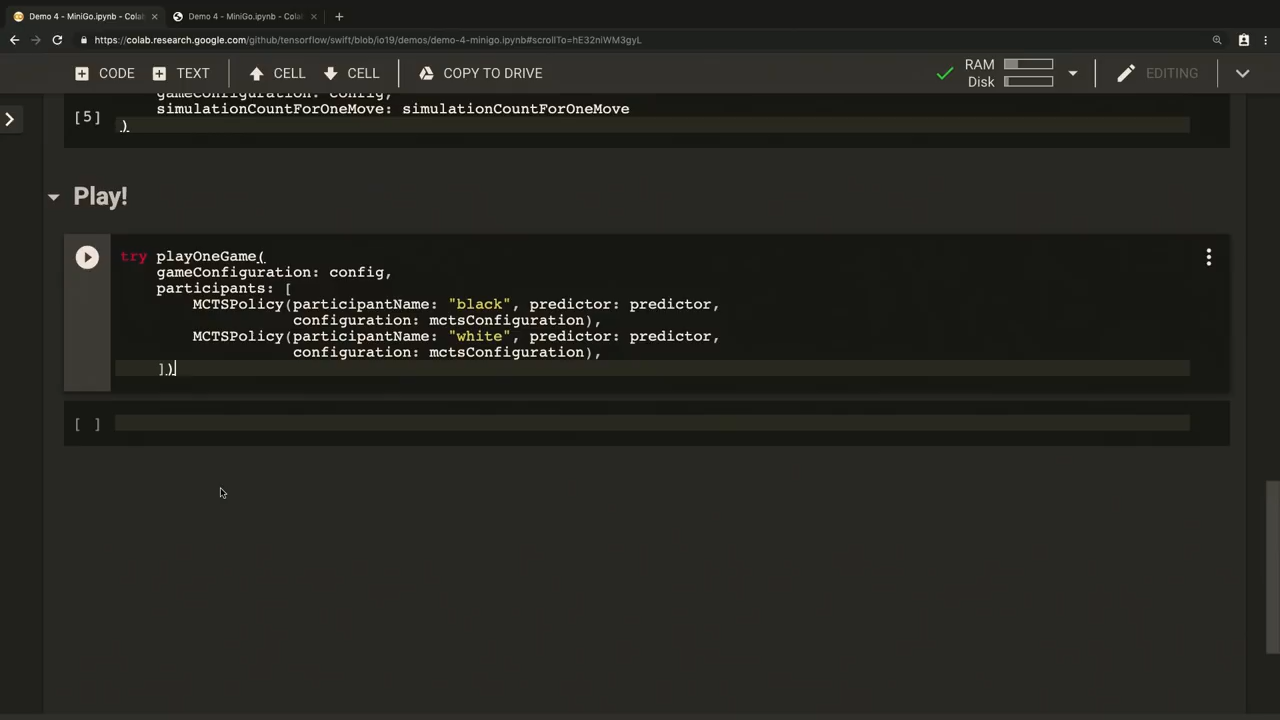 Demo 4 - MiniGo.ipynb - Colab
Demo 4 - MiniGo.ipynb - Colab
https://colab.research.google.com/github/tensorflow/swift/blob/io19/demos/demo-4-minigo.ipynb#scrollTo=hE32niWM3gyL
CODE TEXT CELL CELL COPY TO DRIVE RAM Disk EDITING
gameConfiguration: config,
[5] simulationCountForOneMove: simulationCountForOneMove
)
Play!
try playOneGame(
gameConfiguration: config,
participants: [
MCTSPolicy(participantName: "black", predictor: predictor,
configuration: mctsConfiguration),
MCTSPolicy(participantName: "white", predictor: predictor,
configuration: mctsConfiguration),
])
[ ]